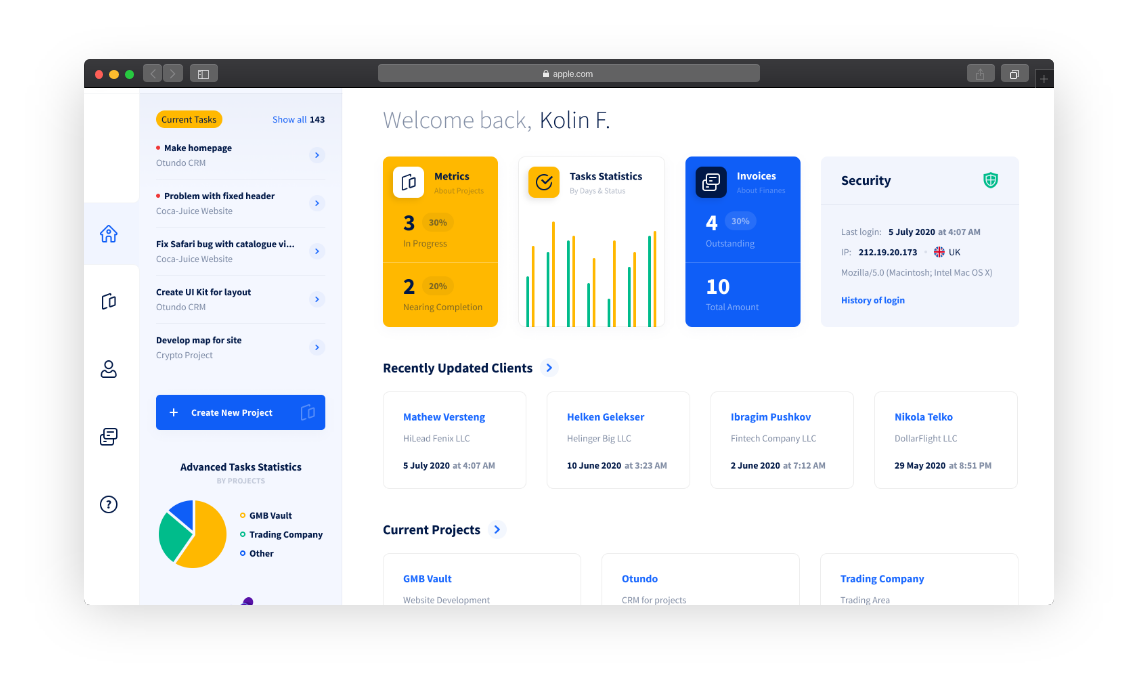 apple.com
Current Tasks
Show all 143
Make homepage
Otundo CRM
Problem with fixed header
Coca-Juice Website
Fix Safari bug with catalogue vi...
Coca-Juice Website
Create UI Kit for layout
Otundo CRM
Develop map for site
Crypto Project
+ Create New Project
Advanced Tasks Statistics
BY PROJECTS
GMB Vault
Trading Company
Other
Welcome back, Kolin F.
Metrics
About Projects
3 30%
In Progress
2 20%
Nearing Completion
Tasks Statistics
By Days & Status
Invoices
About Finanes
4 30%
Outstanding
10
Total Amount
Security
Last login: 5 July 2020 at 4:07 AM
IP: 212.19.20.173 · UK
Mozilla/5.0 (Macintosh; Intel Mac OS X)
History of login
Recently Updated Clients
Mathew Versteng
HiLead Fenix LLC
5 July 2020 at 4:07 AM
Helken Gelekser
Helinger Big LLC
10 June 2020 at 3:23 AM
Ibragim Pushkov
Fintech Company LLC
2 June 2020 at 7:12 AM
Nikola Telko
DollarFlight LLC
29 May 2020 at 8:51 PM
Current Projects
GMB Vault
Website Development
Otundo
CRM for projects
Trading Company
Trading Area